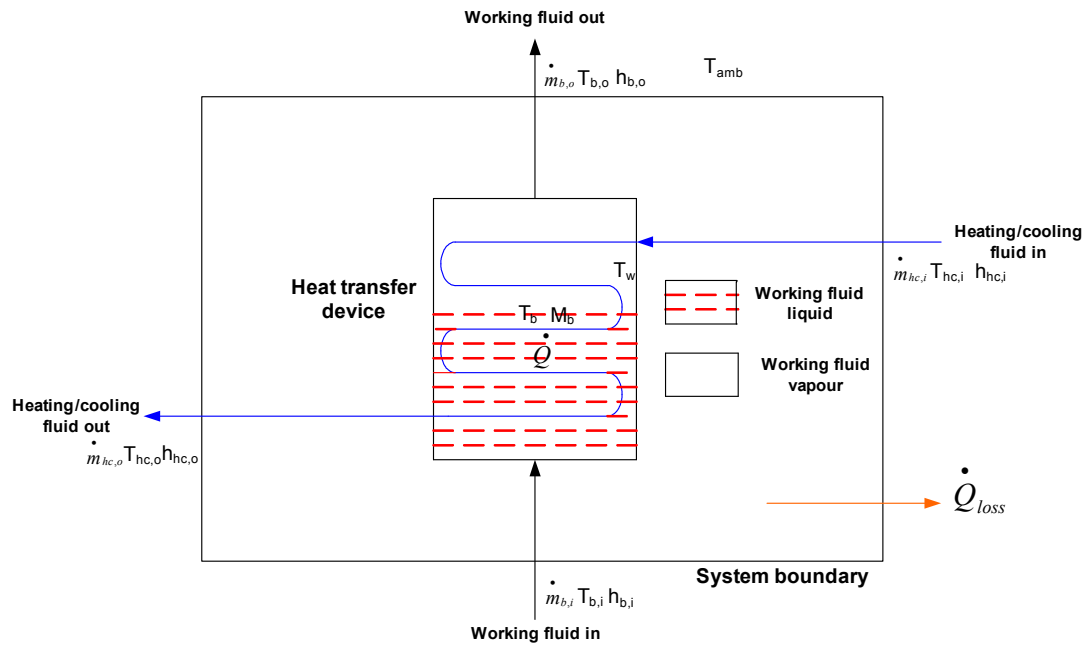 Working fluid out
ṁb,o Tb,o hb,o
Tamb
Heating/cooling
fluid in
ṁhc,i Thc,i hhc,i
Tw
Heat transfer
device
Working fluid
liquid
Tb Mb
Q̇
Working fluid
vapour
Heating/cooling
fluid out
ṁhc,o Thc,o hhc,o
Q̇loss
System boundary
ṁb,i Tb,i hb,i
Working fluid in